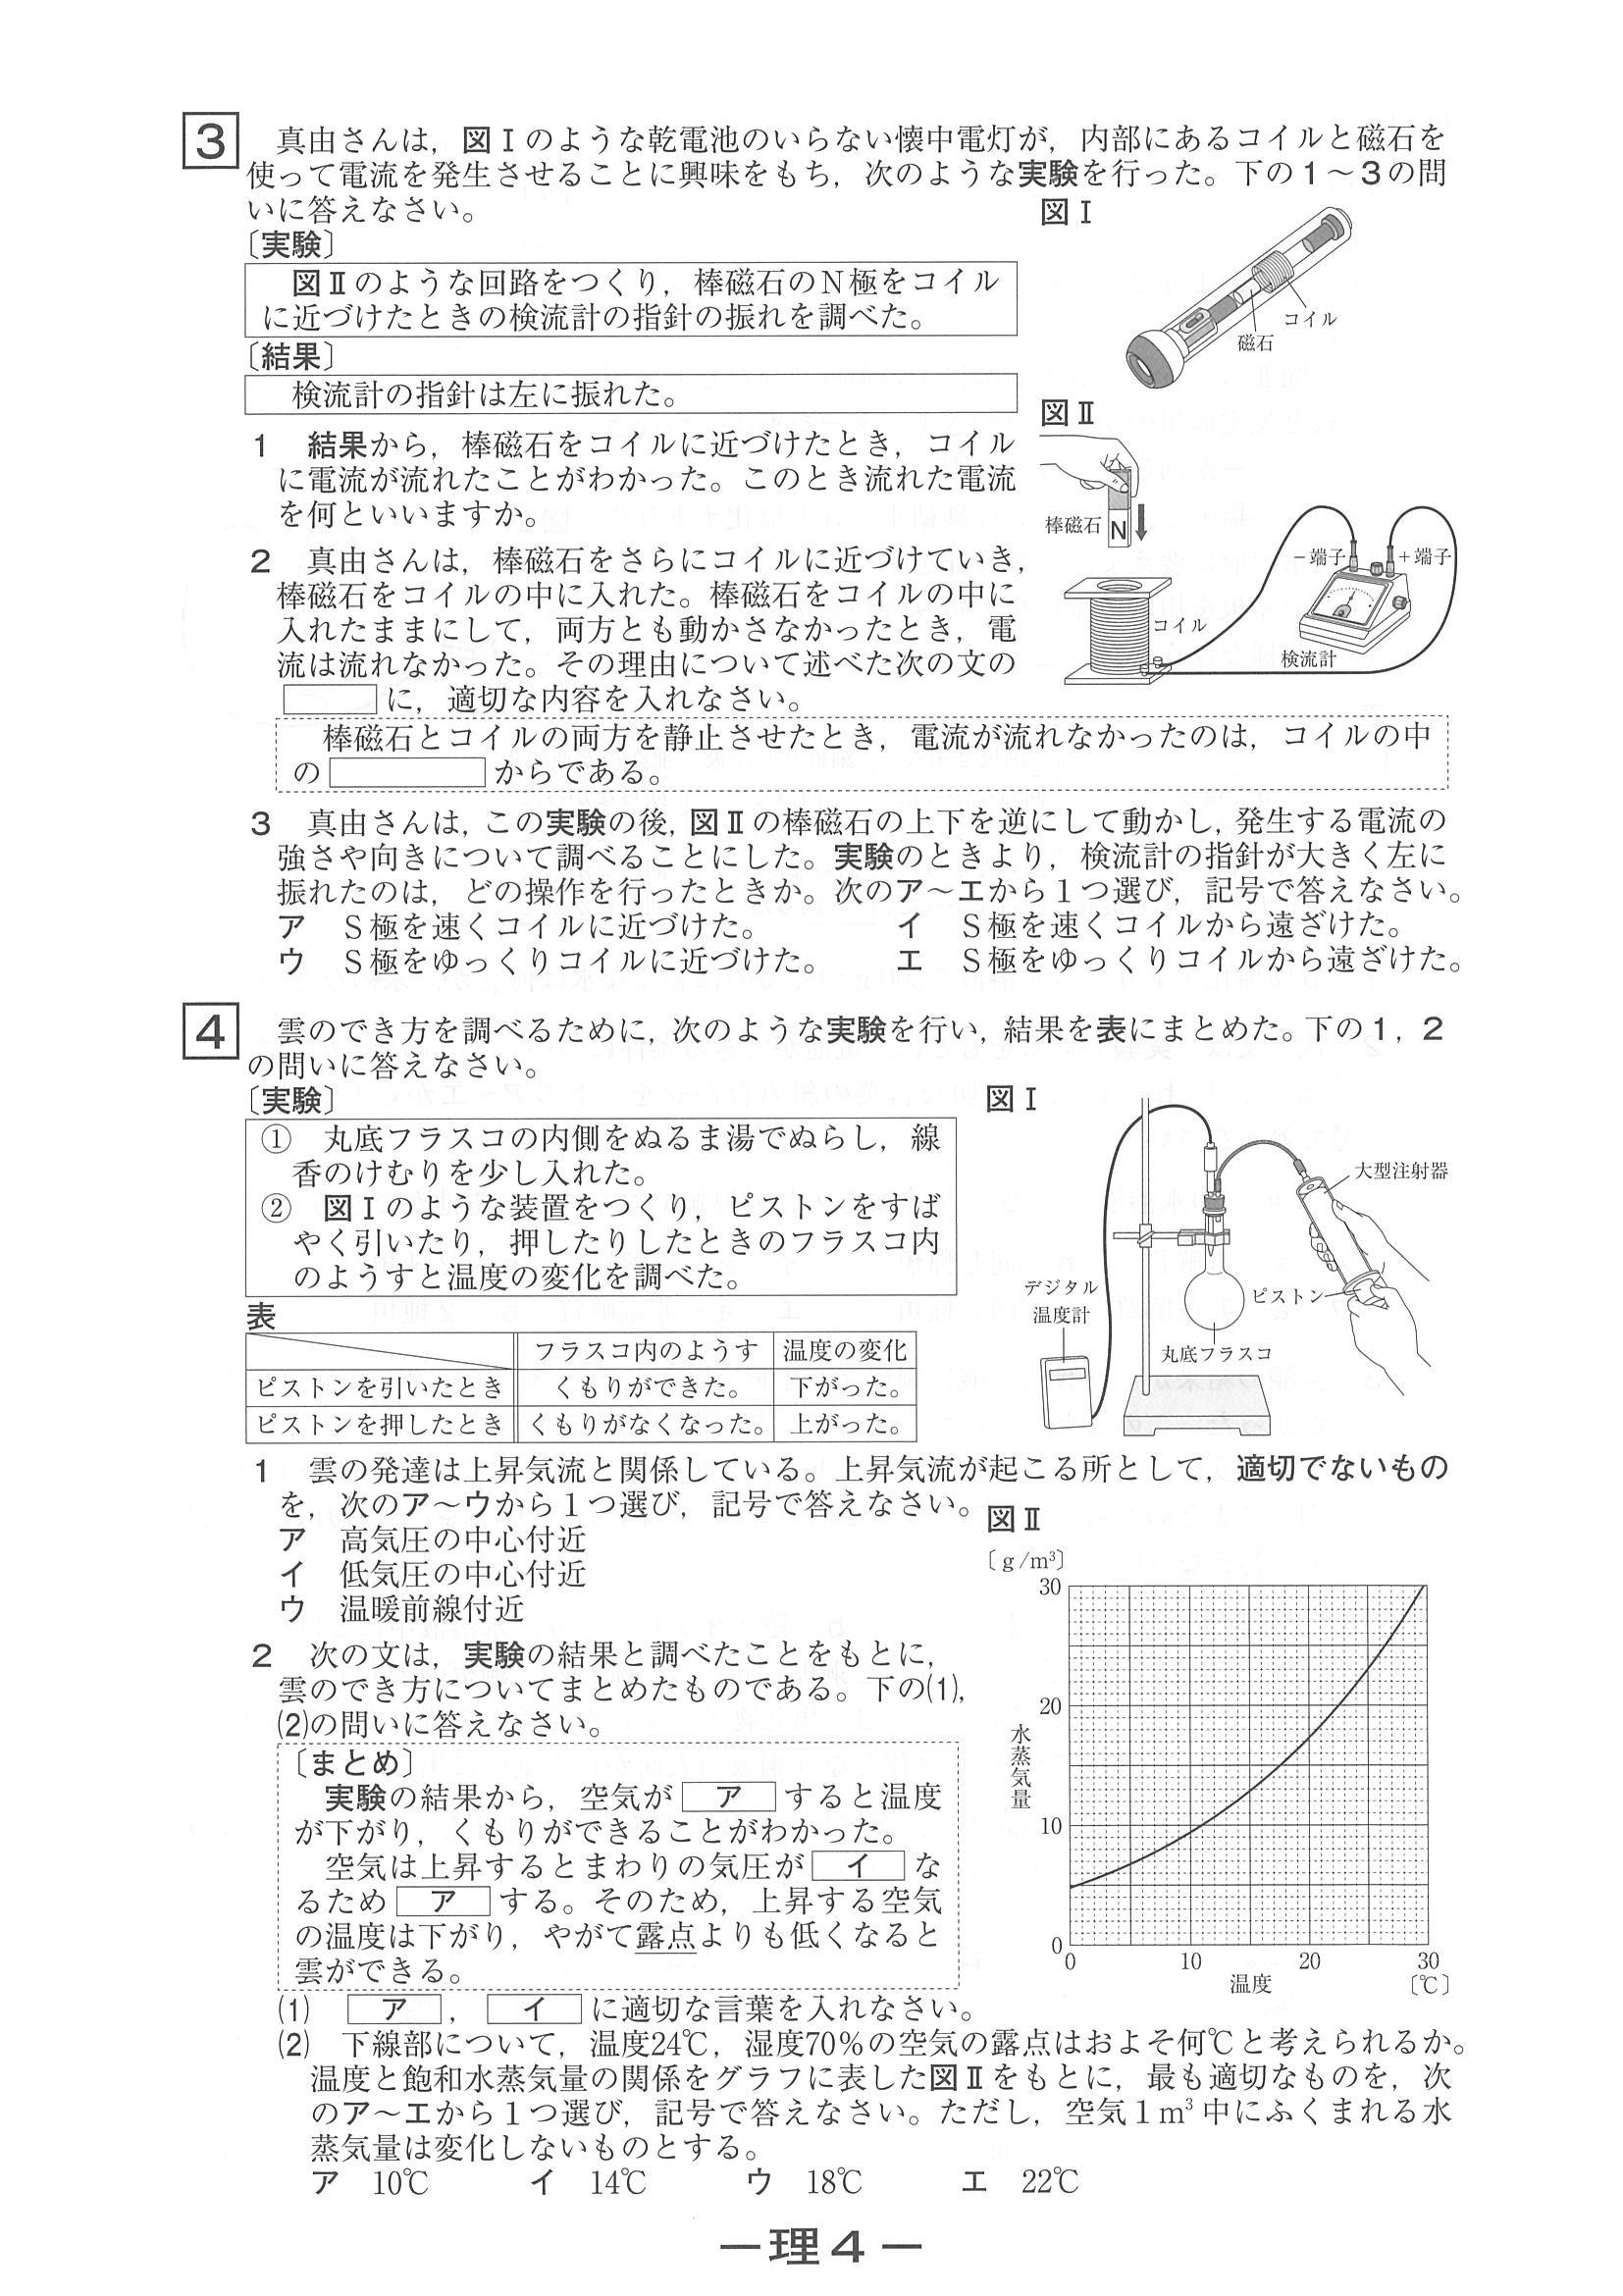 3　真由さんは，図Ⅰのような乾電池のいらない懐中電灯が，内部にあるコイルと磁石を
使って電流を発生させることに興味をもち，次のような実験を行った。下の１～３の問
いに答えなさい。
図Ⅰ
コイル
磁石
〔実験〕
図Ⅱのような回路をつくり，棒磁石のＮ極をコイル
に近づけたときの検流計の指針の振れを調べた。
〔結果〕
検流計の指針は左に振れた。
図Ⅱ
棒磁石
N
－端子
＋端子
コイル
検流計
１　結果から，棒磁石をコイルに近づけたとき，コイル
に電流が流れたことがわかった。このとき流れた電流
を何といいますか。
２　真由さんは，棒磁石をさらにコイルに近づけていき，
棒磁石をコイルの中に入れた。棒磁石をコイルの中に
入れたままにして，両方とも動かさなかったとき，電
流は流れなかった。その理由について述べた次の文の
に，適切な内容を入れなさい。
棒磁石とコイルの両方を静止させたとき，電流が流れなかったのは，コイルの中
の　からである。
３　真由さんは，この実験の後，図Ⅱの棒磁石の上下を逆にして動かし，発生する電流の
強さや向きについて調べることにした。実験のときより，検流計の指針が大きく左に
振れたのは，どの操作を行ったときか。次のア～エから１つ選び，記号で答えなさい。
ア　Ｓ極を速くコイルに近づけた。　イ　Ｓ極を速くコイルから遠ざけた。
ウ　Ｓ極をゆっくりコイルに近づけた。　エ　Ｓ極をゆっくりコイルから遠ざけた。
4　雲のでき方を調べるために，次のような実験を行い，結果を表にまとめた。下の１，２
の問いに答えなさい。
〔実験〕
①　丸底フラスコの内側をぬるま湯でぬらし，線
香のけむりを少し入れた。
②　図Ⅰのような装置をつくり，ピストンをすば
やく引いたり，押したりしたときのフラスコ内
のようすと温度の変化を調べた。
図Ⅰ
大型注射器
デジタル
温度計
ピストン
丸底フラスコ
表
フラスコ内のようす　温度の変化
ピストンを引いたとき　くもりができた。　下がった。
ピストンを押したとき　くもりがなくなった。　上がった。
１　雲の発達は上昇気流と関係している。上昇気流が起こる所として，適切でないもの
を，次のア～ウから１つ選び，記号で答えなさい。
ア　高気圧の中心付近
イ　低気圧の中心付近
ウ　温暖前線付近
図Ⅱ
〔g/m³〕
30
20
10
0
水蒸気量
0　10　20　30
温度　〔℃〕
２　次の文は，実験の結果と調べたことをもとに，
雲のでき方についてまとめたものである。下の⑴，
⑵の問いに答えなさい。
〔まとめ〕
実験の結果から，空気が　ア　すると温度
が下がり，くもりができることがわかった。
空気は上昇するとまわりの気圧が　イ　な
るため　ア　する。そのため，上昇する空気
の温度は下がり，やがて露点よりも低くなると
雲ができる。
⑴　ア　，　イ　に適切な言葉を入れなさい。
⑵　下線部について，温度24℃，湿度70％の空気の露点はおよそ何℃と考えられるか。
温度と飽和水蒸気量の関係をグラフに表した図Ⅱをもとに，最も適切なものを，次
のア～エから１つ選び，記号で答えなさい。ただし，空気１m³中にふくまれる水
蒸気量は変化しないものとする。
ア　10℃　イ　14℃　ウ　18℃　エ　22℃
－理４－